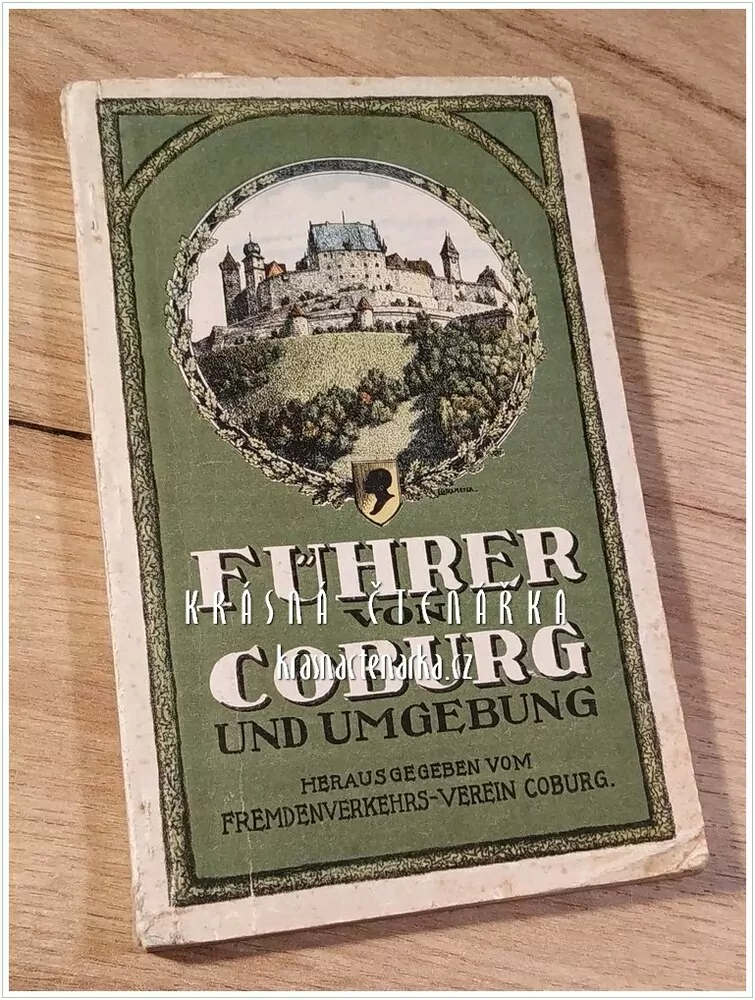 FÜHRER
KRÁSNÁ ČTENÁŘKA
VON
COBURG
krasnactenarka.cz
UND UMGEBUNG
HERAUSGEGEBEN VOM
FREMDENVERKEHRS-VEREIN COBURG.